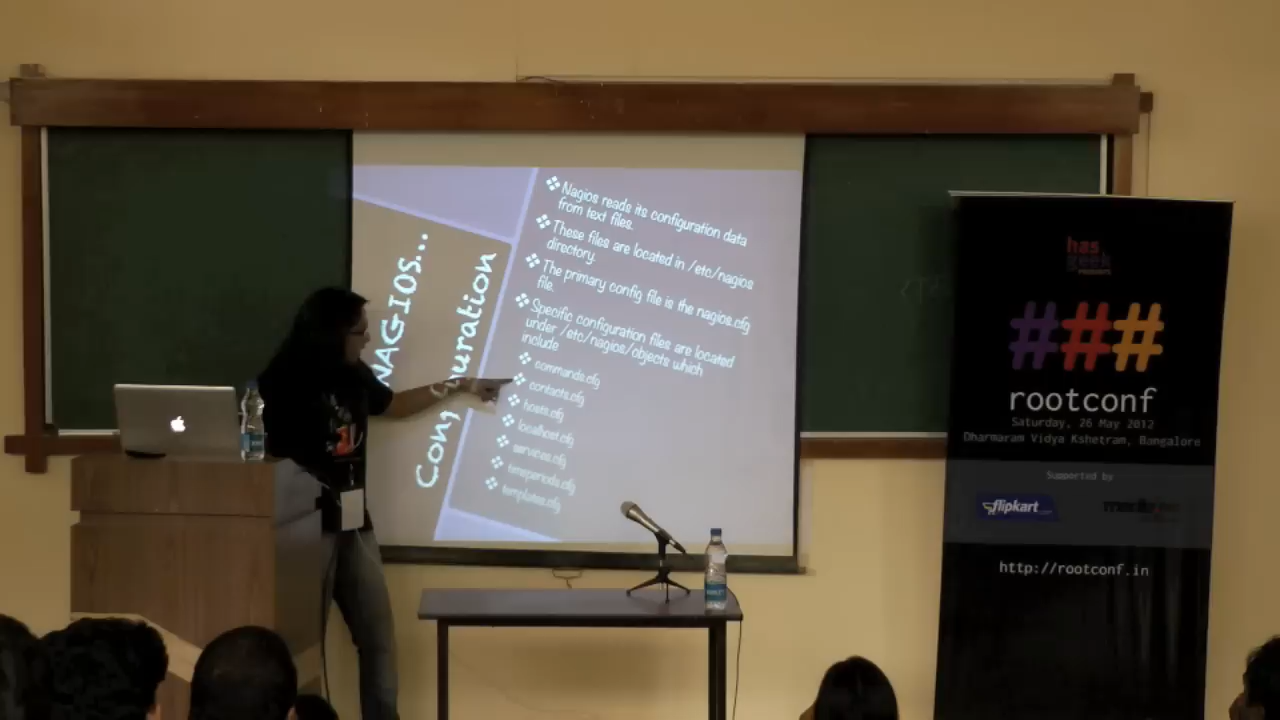 NAGIOS...
Configuration
Nagios reads its configuration data
from text files.
These files are located in /etc/nagios
directory.
The primary config file is the nagios.cfg
file.
Specific configuration files are located
under /etc/nagios/objects which
include
commands.cfg
contacts.cfg
hosts.cfg
localhost.cfg
services.cfg
timeperiods.cfg
templates.cfg
has
geek
###
rootconf
Saturday, 26 May 2012
Dharmaram Vidya Kshetram, Bangalore
Supported by
flipkart
http://rootconf.in